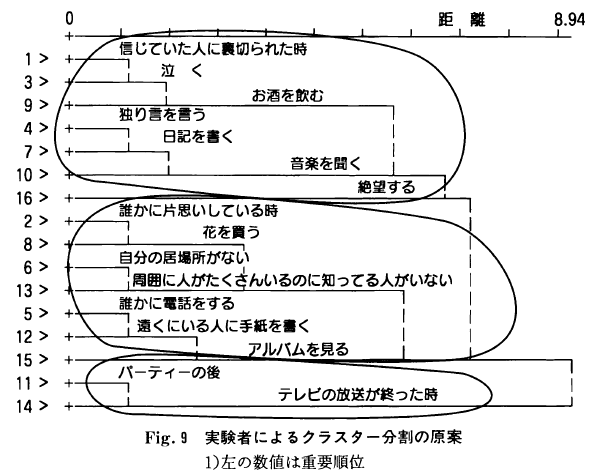 0 距 離 8.94
信じていた人に裏切られた時
1 >
泣 く
3 >
お酒を飲む
9 >
独り言を言う
4 >
日記を書く
7 >
音楽を聞く
10 >
絶望する
16 >
誰かに片思いしている時
2 >
花を買う
8 >
自分の居場所がない
6 >
周囲に人がたくさんいるのに知ってる人がいない
13 >
誰かに電話をする
5 >
遠くにいる人に手紙を書く
12 >
アルバムを見る
15 >
パーティーの後
11 >
テレビの放送が終った時
14 >
Fig. 9 実験者によるクラスター分割の原案
1)左の数値は重要順位